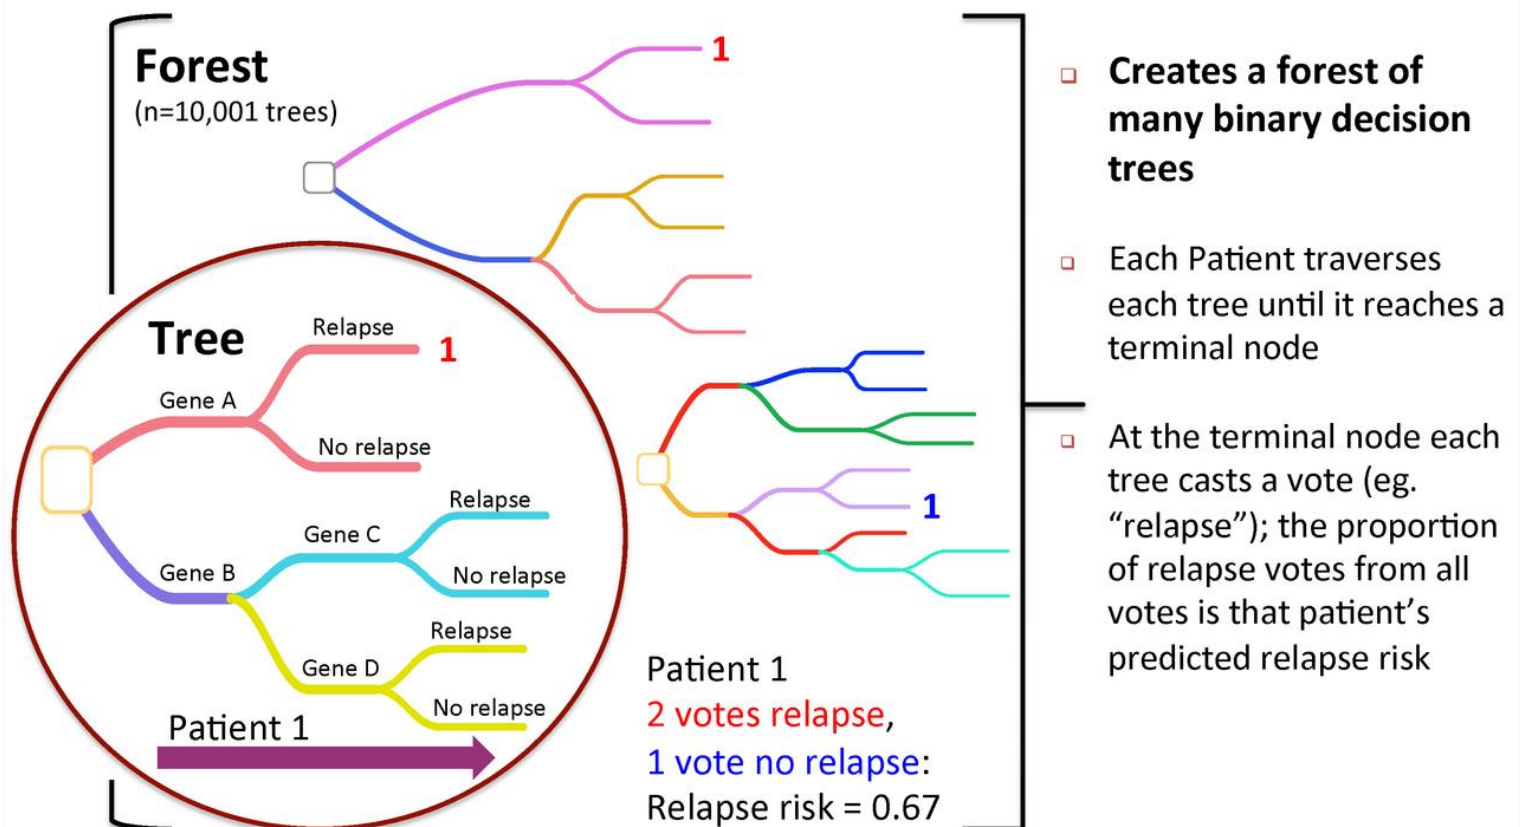 Forest
(n=10,001 trees)
1
Tree
Relapse
1
Gene A
No relapse
Relapse
Gene C
Gene B
No relapse
Relapse
Gene D
No relapse
Patient 1
1
Patient 1
2 votes relapse,
1 vote no relapse:
Relapse risk = 0.67
Creates a forest of
many binary decision
trees
Each Patient traverses
each tree until it reaches a
terminal node
At the terminal node each
tree casts a vote (eg.
“relapse”); the proportion
of relapse votes from all
votes is that patient’s
predicted relapse risk